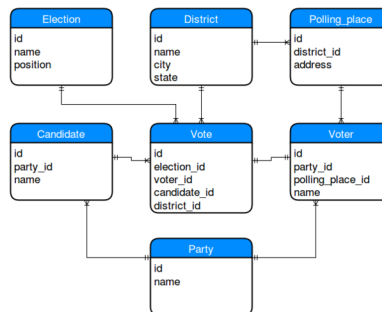 Election
id
name
position
District
id
name
city
state
Polling_place
id
district_id
address
Candidate
id
party_id
name
Vote
id
election_id
voter_id
candidate_id
district_id
Voter
id
party_id
polling_place_id
name
Party
id
name